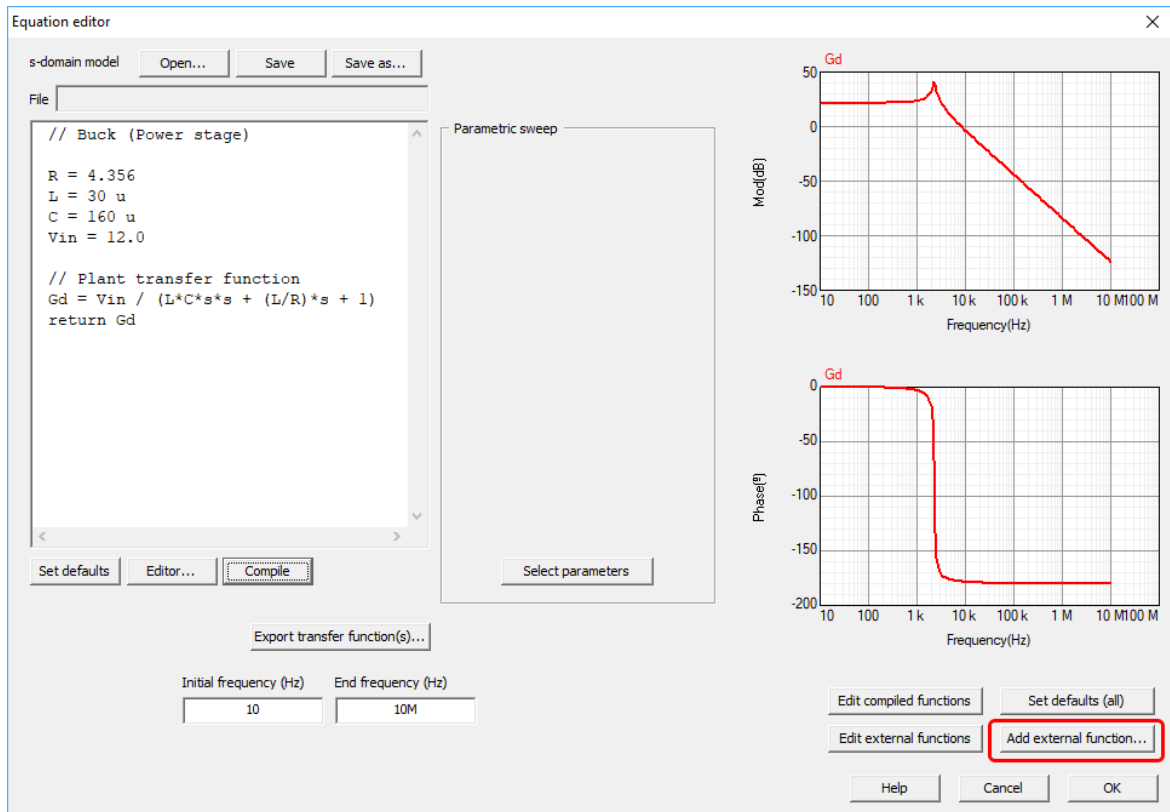 Equation editor
s-domain model Open... Save Save as...
File
// Buck (Power stage)
R = 4.356
L = 30 u
C = 160 u
Vin = 12.0
// Plant transfer function
Gd = Vin / (L*C*s*s + (L/R)*s + 1)
return Gd
Set defaults Editor... Compile
Parametric sweep
Select parameters
Export transfer function(s)...
Initial frequency (Hz) End frequency (Hz)
10 10M
Gd
Mod(dB)
50
0
-50
-100
-150
10 100 1 k 10 k 100 k 1 M 10 M 100 M
Frequency(Hz)
Gd
Phase(º)
0
-50
-100
-150
-200
10 100 1 k 10 k 100 k 1 M 10 M 100 M
Frequency(Hz)
Edit compiled functions Set defaults (all)
Edit external functions Add external function...
Help Cancel OK